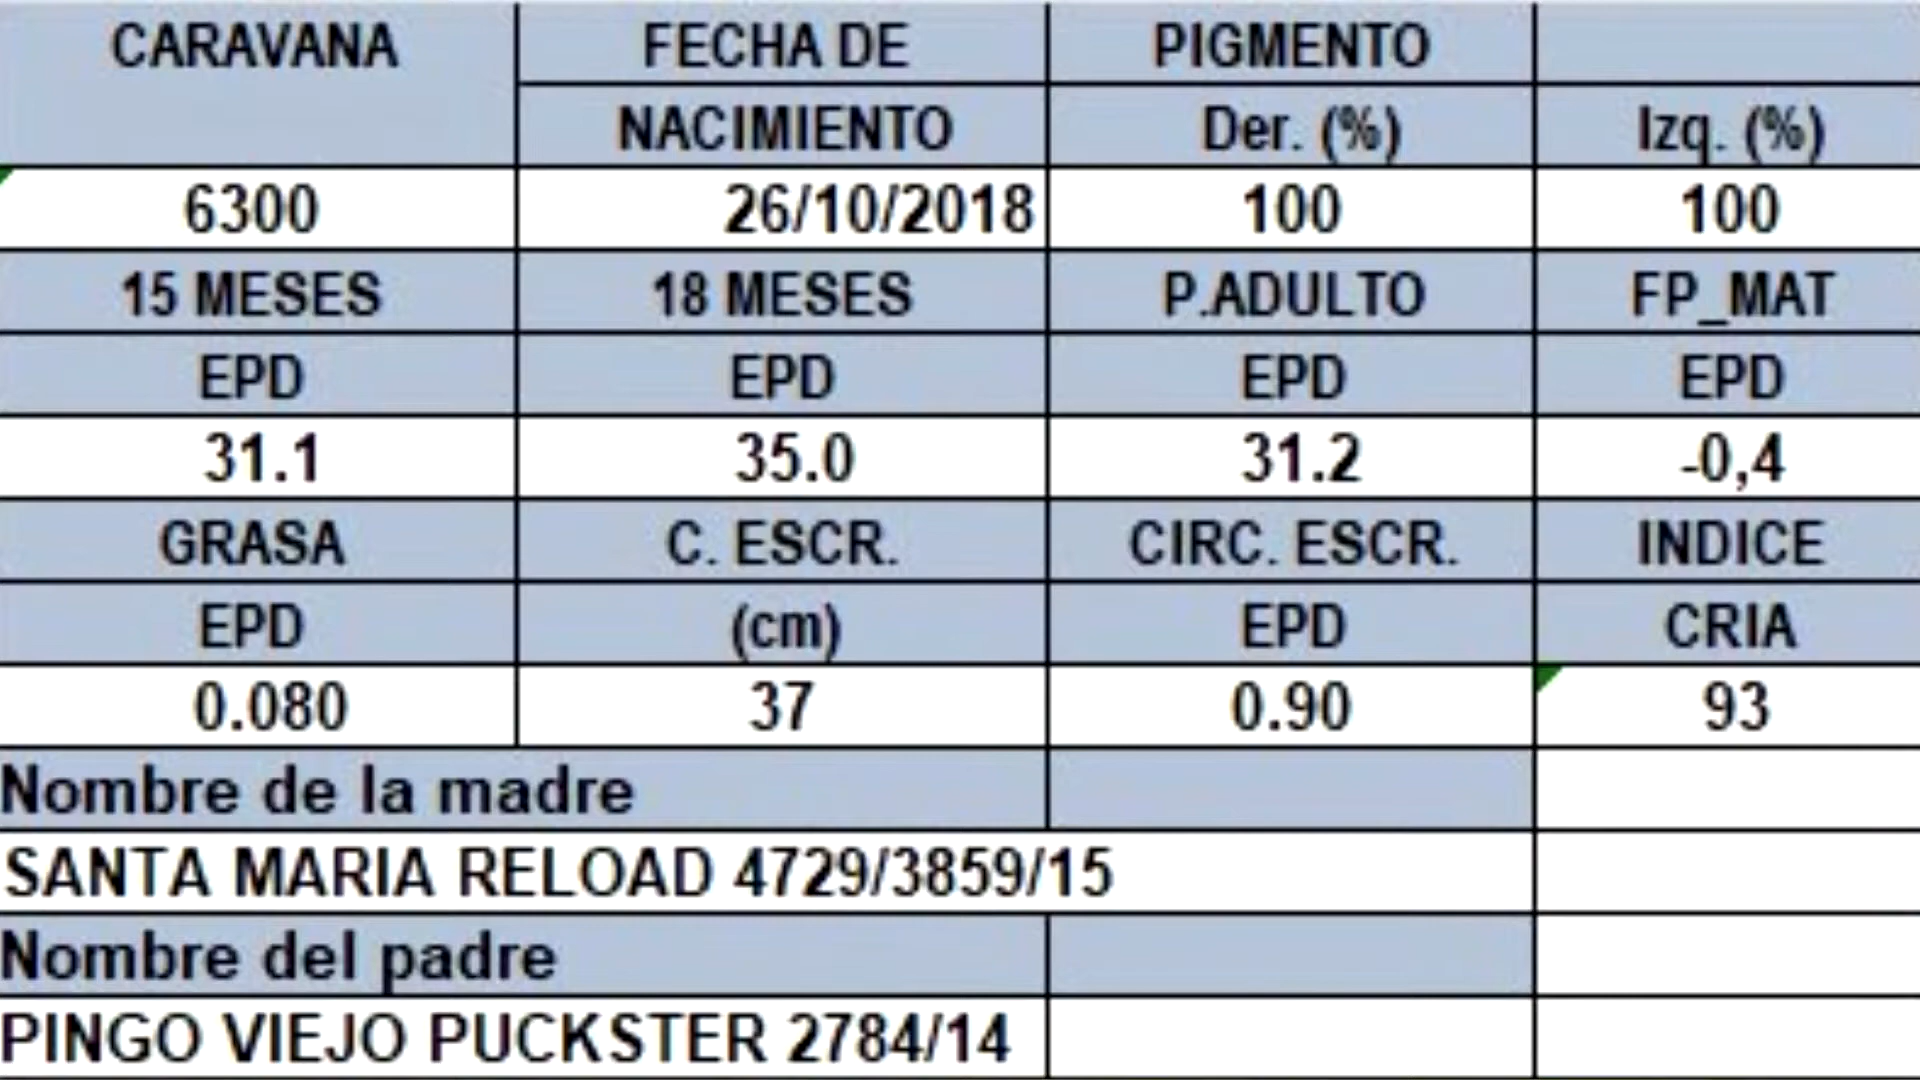 CARAVANA FECHA DE PIGMENTO
NACIMIENTO Der. (%) Izq. (%)
6300 26/10/2018 100 100
15 MESES 18 MESES P.ADULTO FP_MAT
EPD EPD EPD EPD
31.1 35.0 31.2 -0,4
GRASA C. ESCR. CIRC. ESCR. INDICE
EPD (cm) EPD CRIA
0.080 37 0.90 93
Nombre de la madre
SANTA MARIA RELOAD 4729/3859/15
Nombre del padre
PINGO VIEJO PUCKSTER 2784/14